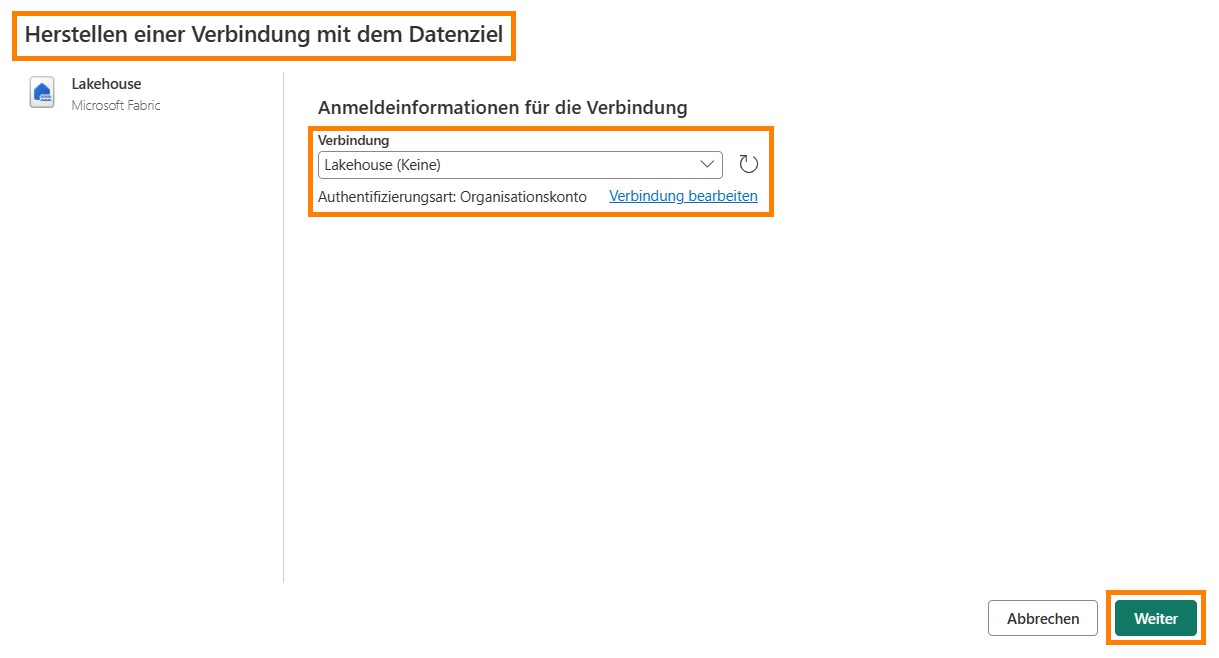 Herstellen einer Verbindung mit dem Datenziel
Lakehouse
Microsoft Fabric
Anmeldeinformationen für die Verbindung
Verbindung
Lakehouse (Keine)
Authentifizierungsart: Organisationskonto Verbindung bearbeiten
Abbrechen Weiter